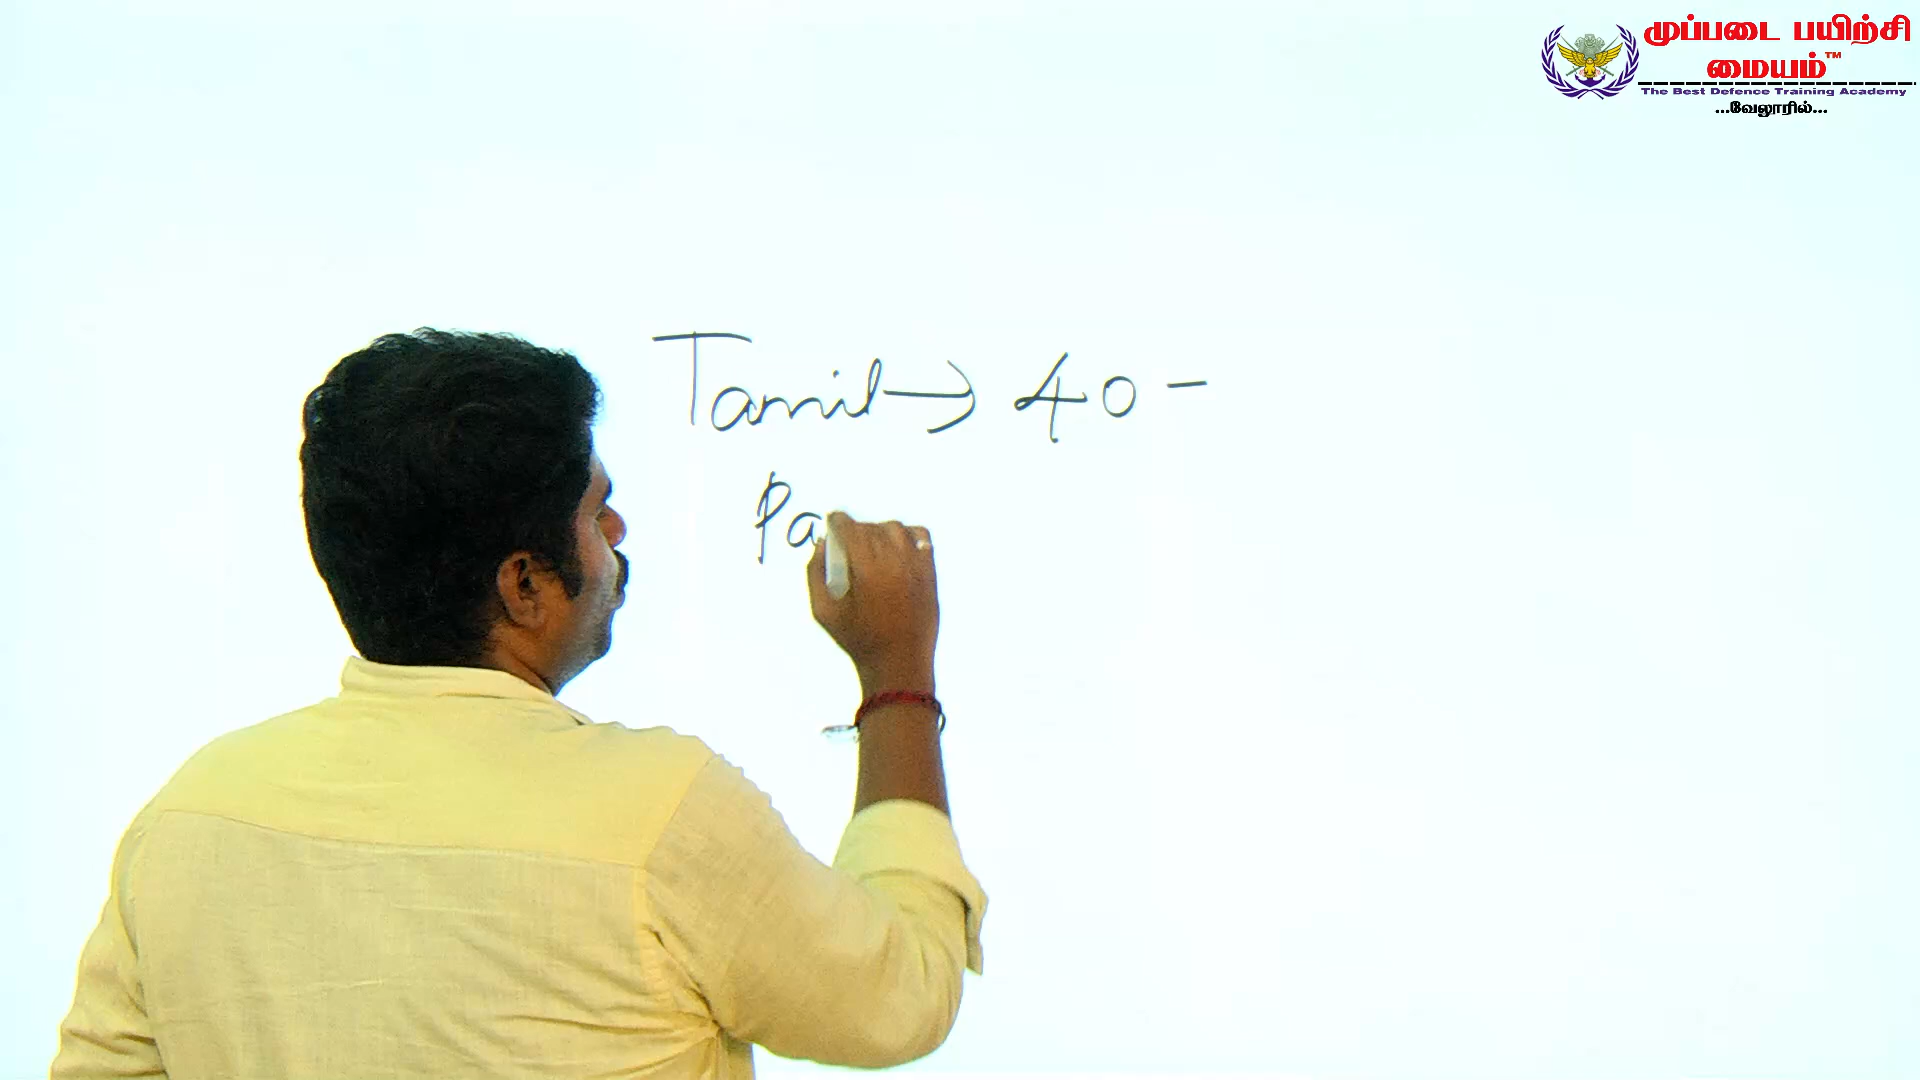 முப்படை பயிற்சி
மையம்™
The Best Defence Training Academy
...வேலூரில்...
Tamil → 40 -
Pa